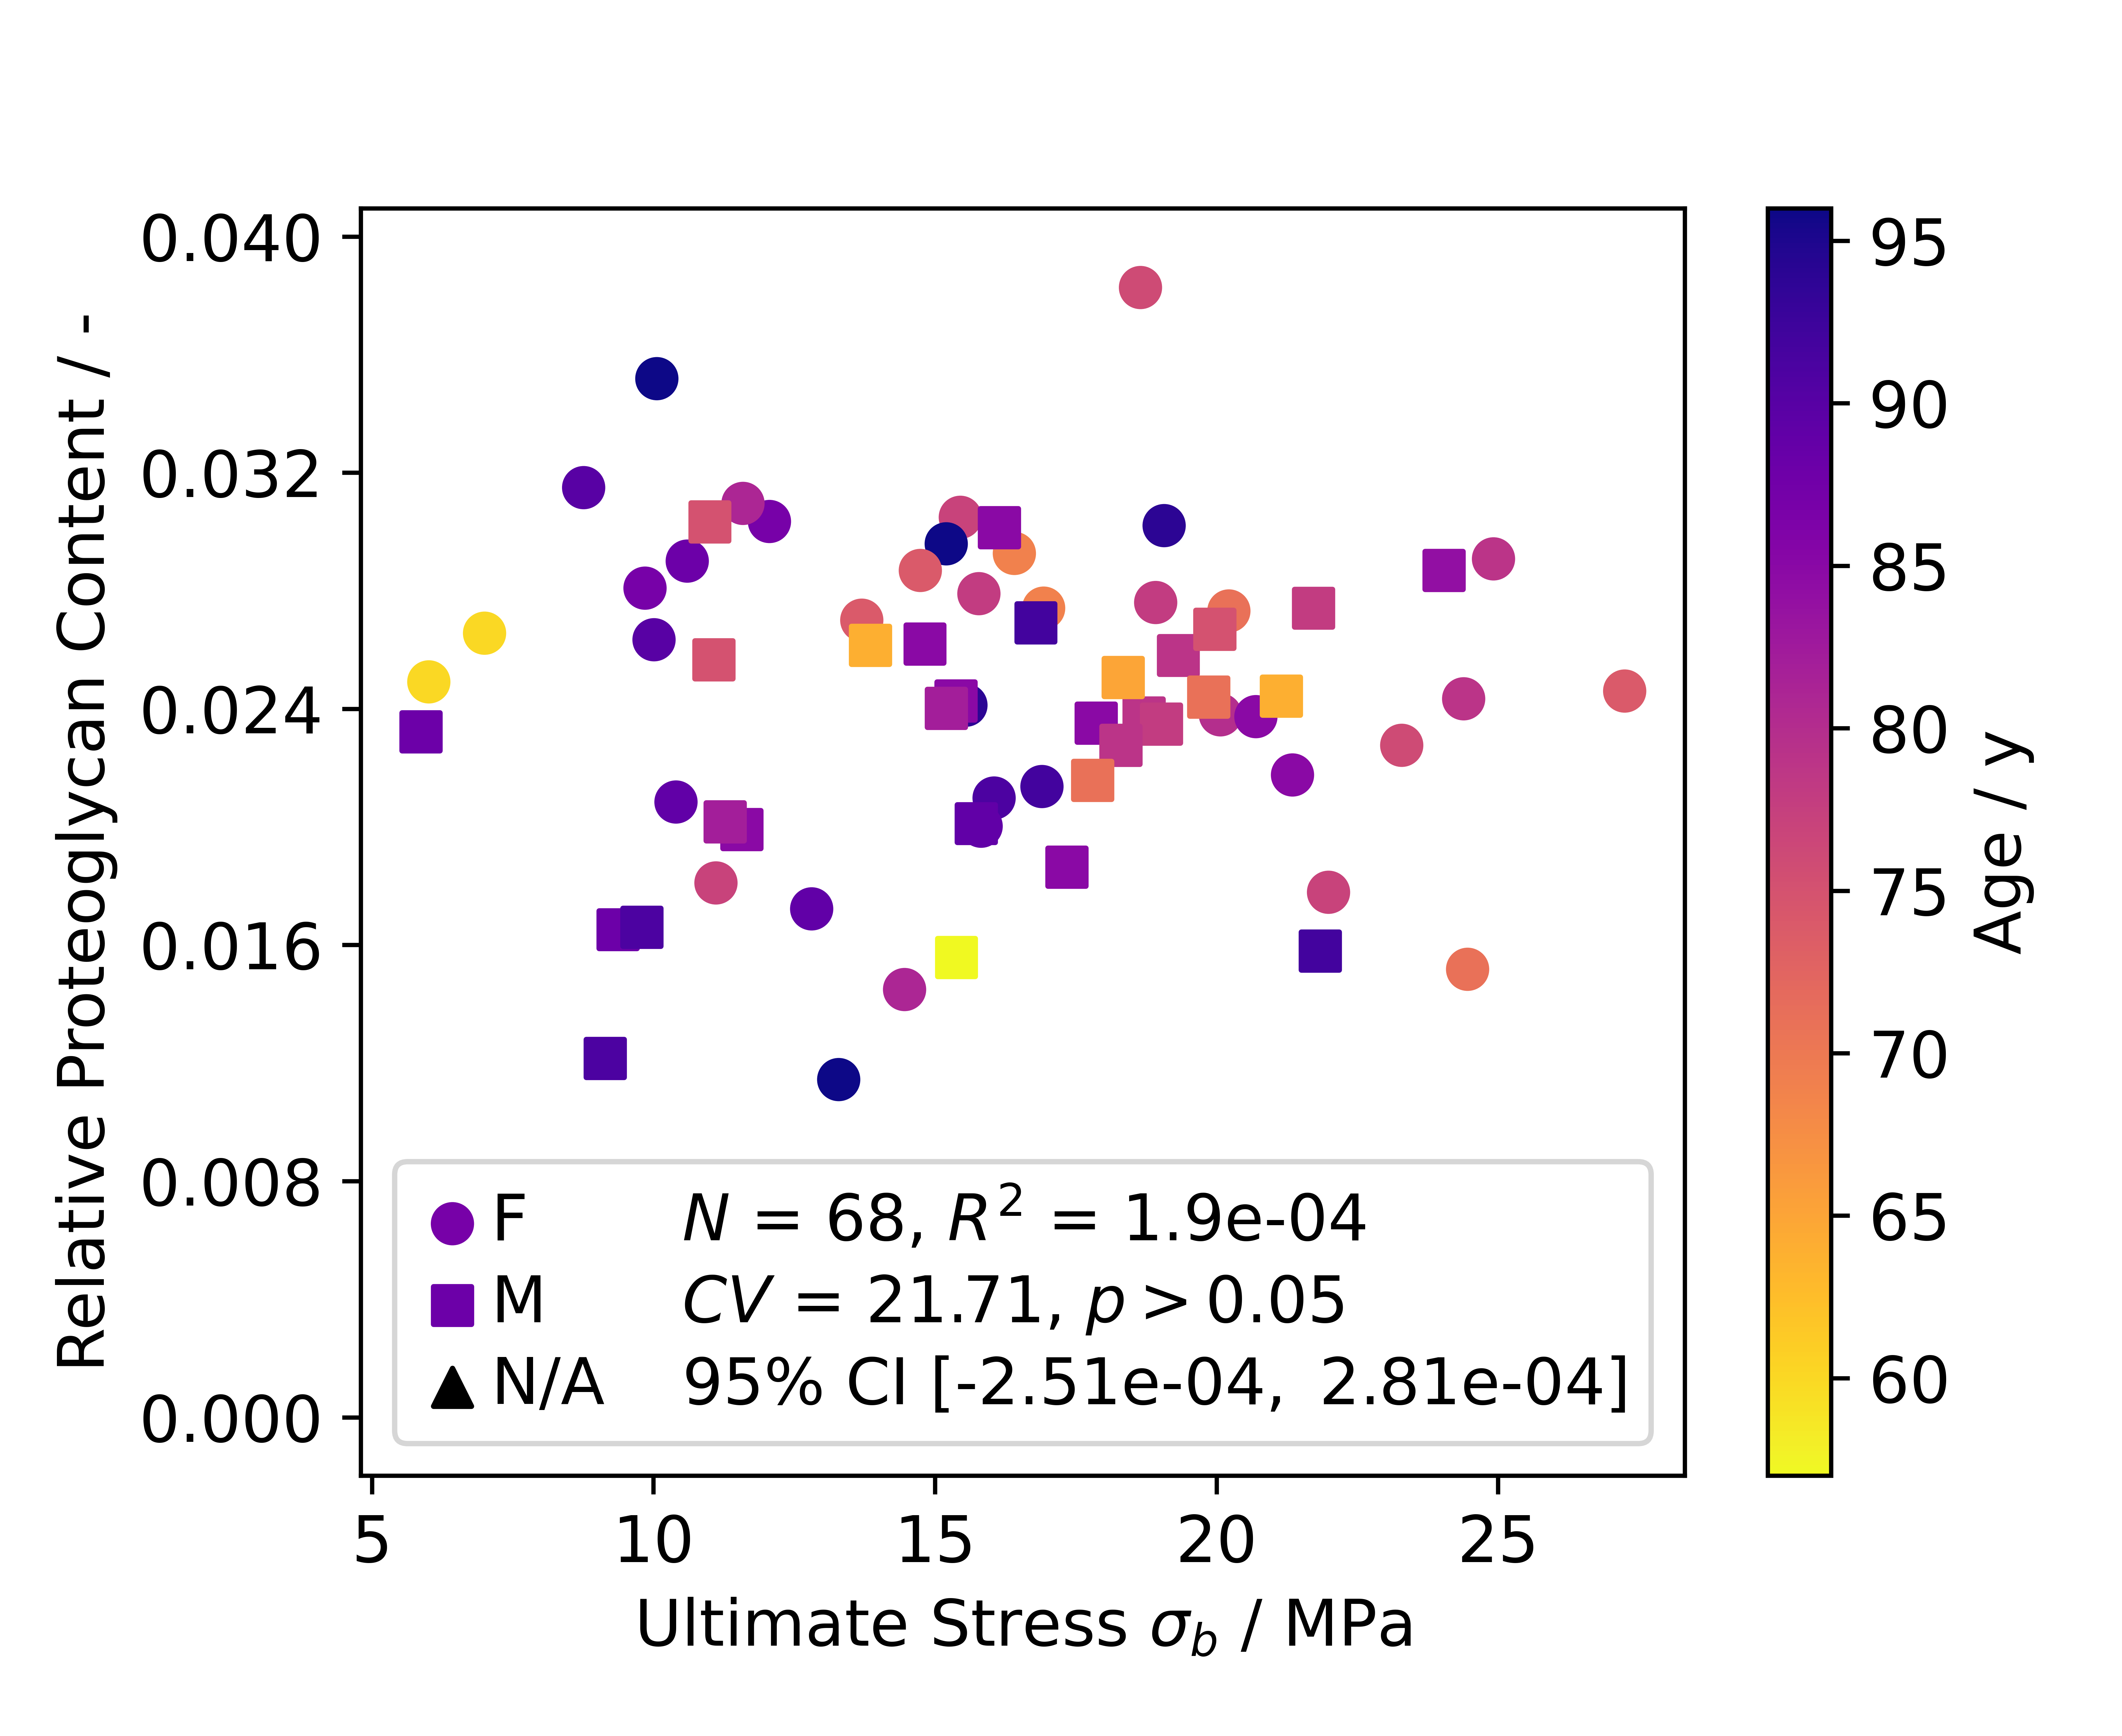 0.040
0.032
0.024
0.016
0.008
0.000
Relative Proteoglycan Content / -
F
M
N/A
N = 68, R² = 1.9e-04
CV = 21.71, p > 0.05
95% CI [-2.51e-04, 2.81e-04]
5 10 15 20 25
Ultimate Stress σ_b / MPa
95
90
85
80
75
70
65
60
Age / y